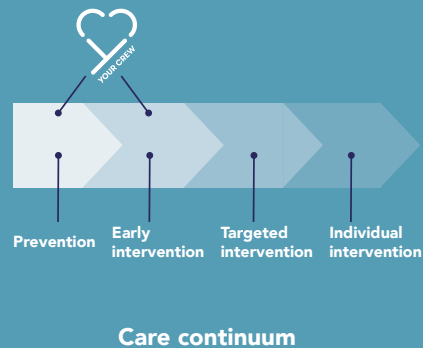 YOUR CREW
Prevention
Early
intervention
Targeted
intervention
Individual
intervention
Care continuum